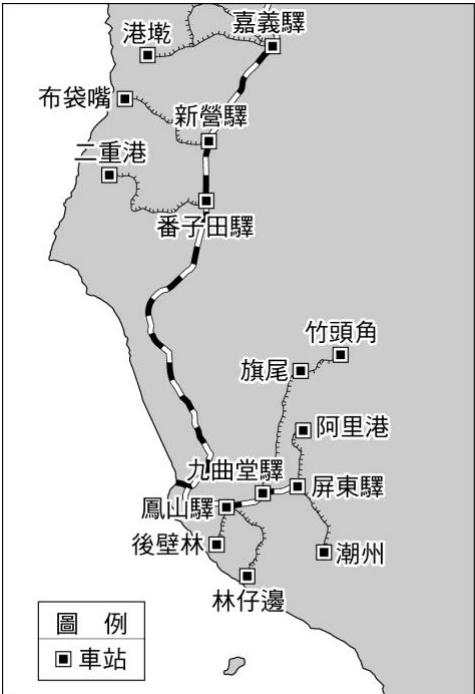 嘉義驛
港墘
布袋嘴
新營驛
二重港
番子田驛
竹頭角
旗尾
阿里港
九曲堂驛
屏東驛
鳳山驛
後壁林
潮州
林仔邊
圖 例
車站